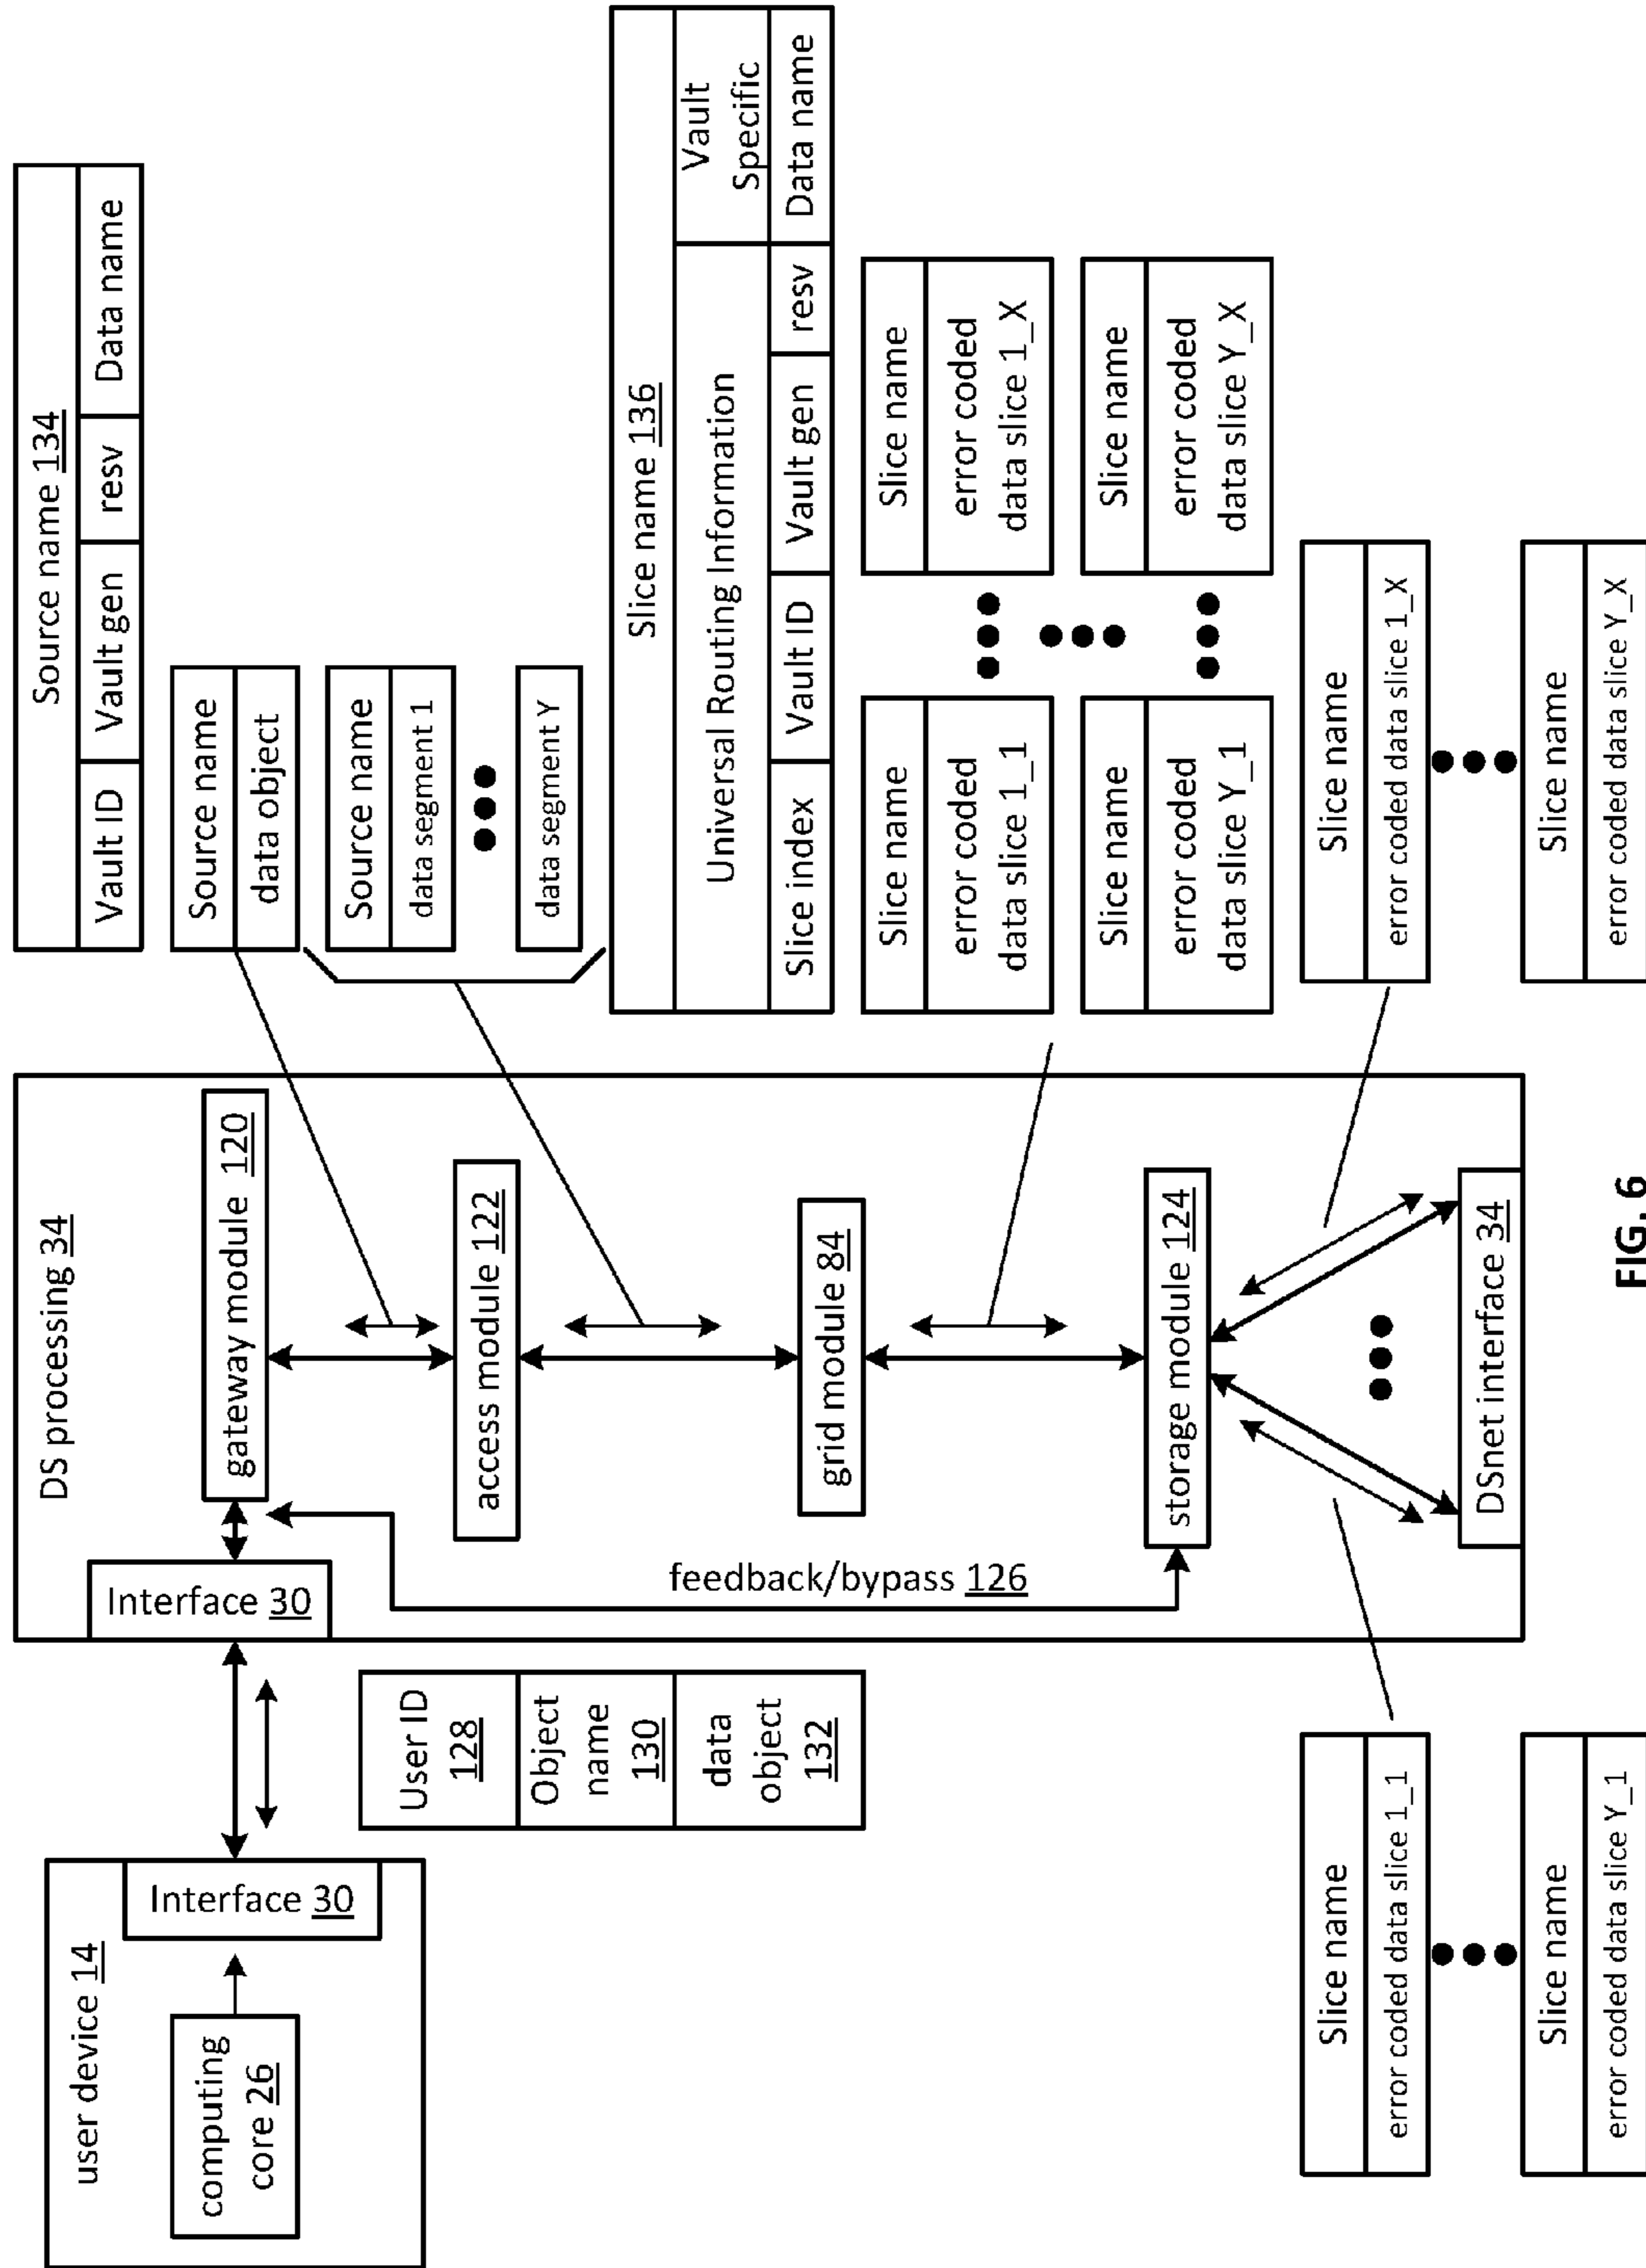 user device 14
computing
core 26
Interface 30
User ID
128
Object
name
130
data
object
132
DS processing 34
Interface 30
gateway module 120
access module 122
grid module 84
storage module 124
DSnet interface 34
feedback/bypass 126
Source name 134
Vault ID
Vault gen
resv
Data name
Source name
data object
Source name
data segment 1
data segment Y
Slice name 136
Universal Routing Information
Vault
Specific
Slice index
Vault ID
Vault gen
resv
Data name
Slice name
error coded
data slice 1_1
Slice name
error coded
data slice 1_X
Slice name
error coded
data slice Y_1
Slice name
error coded
data slice Y_X
Slice name
error coded data slice 1_1
Slice name
error coded data slice Y_1
Slice name
error coded data slice 1_X
Slice name
error coded data slice Y_X
FIG. 6